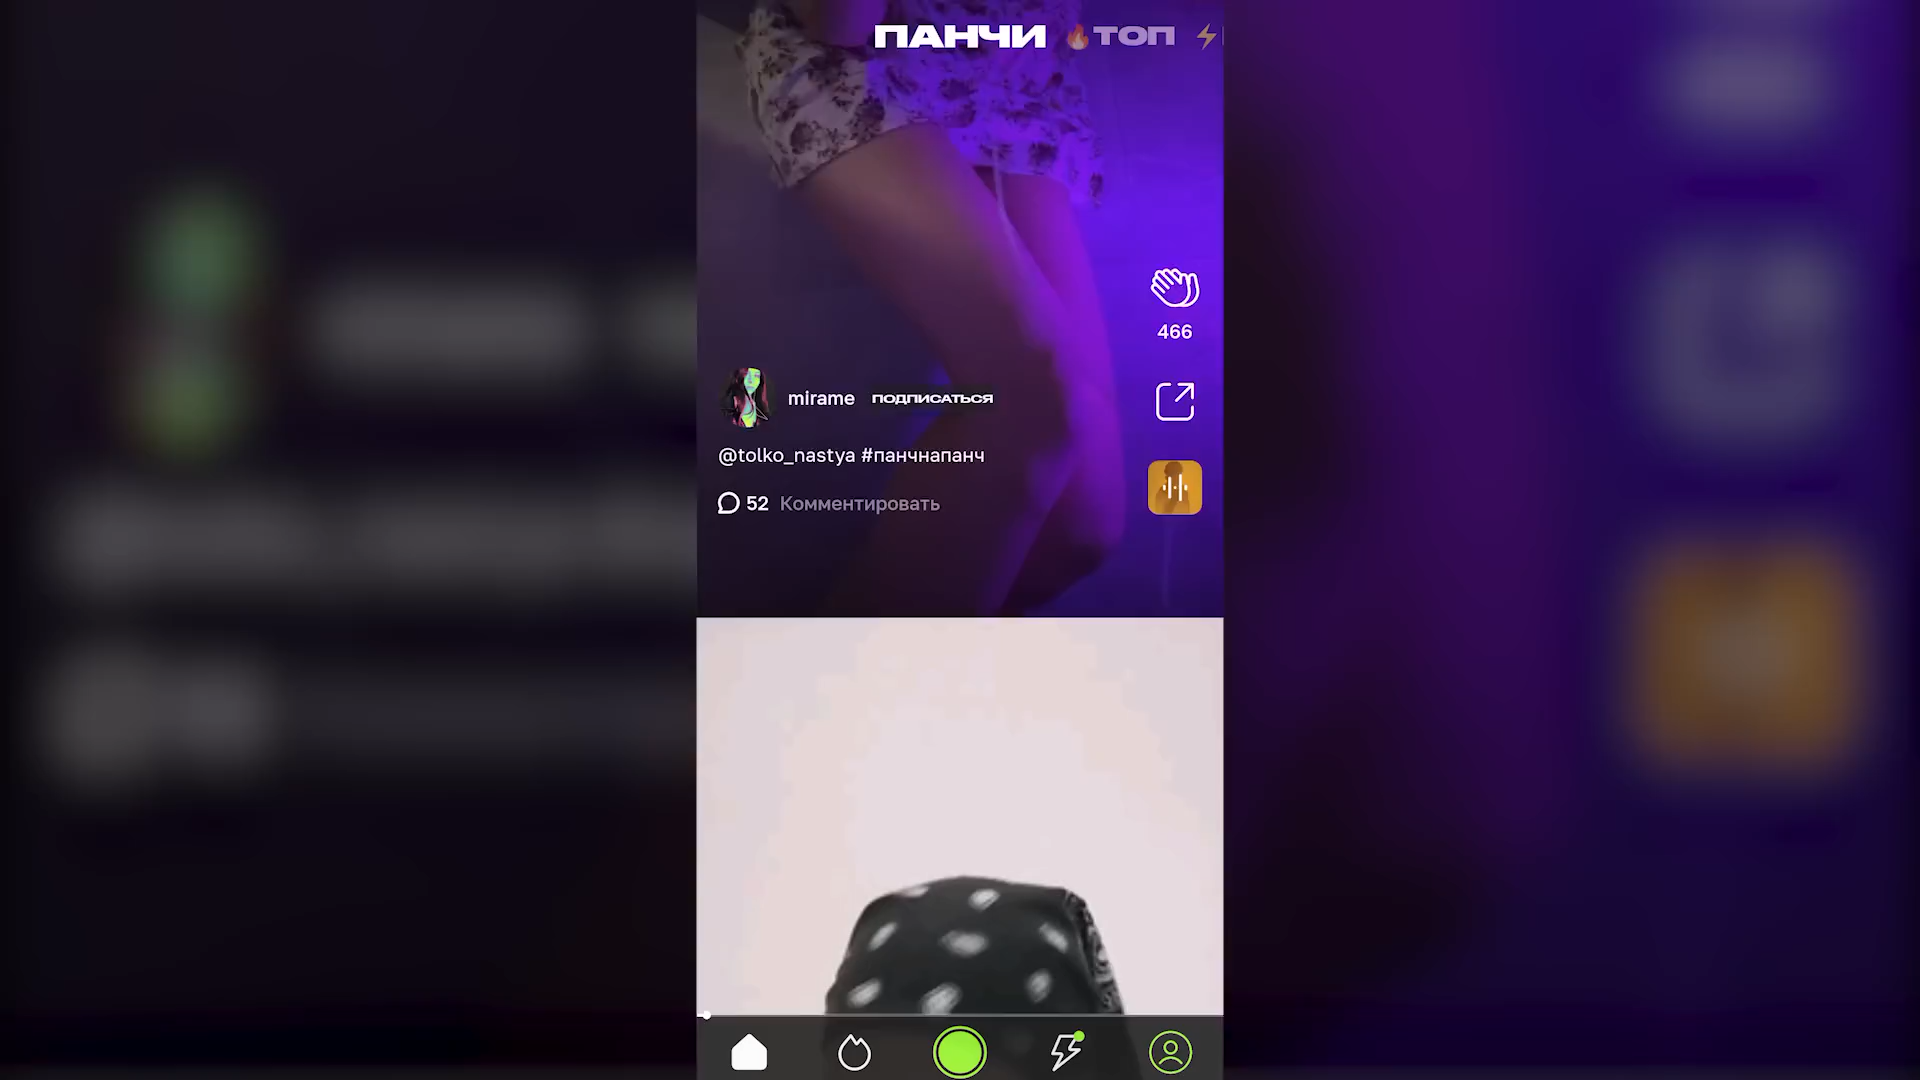 ПАНЧИ 🔥ТОП ⚡
466
mirame ПОДПИСАТЬСЯ
@tolko_nastya #панчнапанч
52 Комментировать